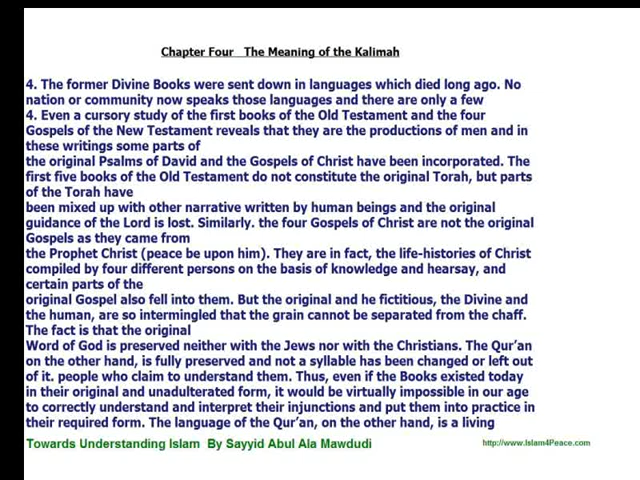 Chapter Four   The Meaning of the Kalimah
4. The former Divine Books were sent down in languages which died long ago. No
nation or community now speaks those languages and there are only a few
4. Even a cursory study of the first books of the Old Testament and the four
Gospels of the New Testament reveals that they are the productions of men and in
these writings some parts of
the original Psalms of David and the Gospels of Christ have been incorporated. The
first five books of the Old Testament do not constitute the original Torah, but parts
of the Torah have
been mixed up with other narrative written by human beings and the original
guidance of the Lord is lost. Similarly. the four Gospels of Christ are not the original
Gospels as they came from
the Prophet Christ (peace be upon him). They are in fact, the life-histories of Christ
compiled by four different persons on the basis of knowledge and hearsay, and
certain parts of the
original Gospel also fell into them. But the original and he fictitious, the Divine and
the human, are so intermingled that the grain cannot be separated from the chaff.
The fact is that the original
Word of God is preserved neither with the Jews nor with the Christians. The Qur'an
on the other hand, is fully preserved and not a syllable has been changed or left out
of it. people who claim to understand them. Thus, even if the Books existed today
in their original and unadulterated form, it would be virtually impossible in our age
to correctly understand and interpret their injunctions and put them into practice in
their required form. The language of the Qur'an, on the other hand, is a living
Towards Understanding Islam  By Sayyid Abul Ala Mawdudi
http://www.Islam4Peace.com